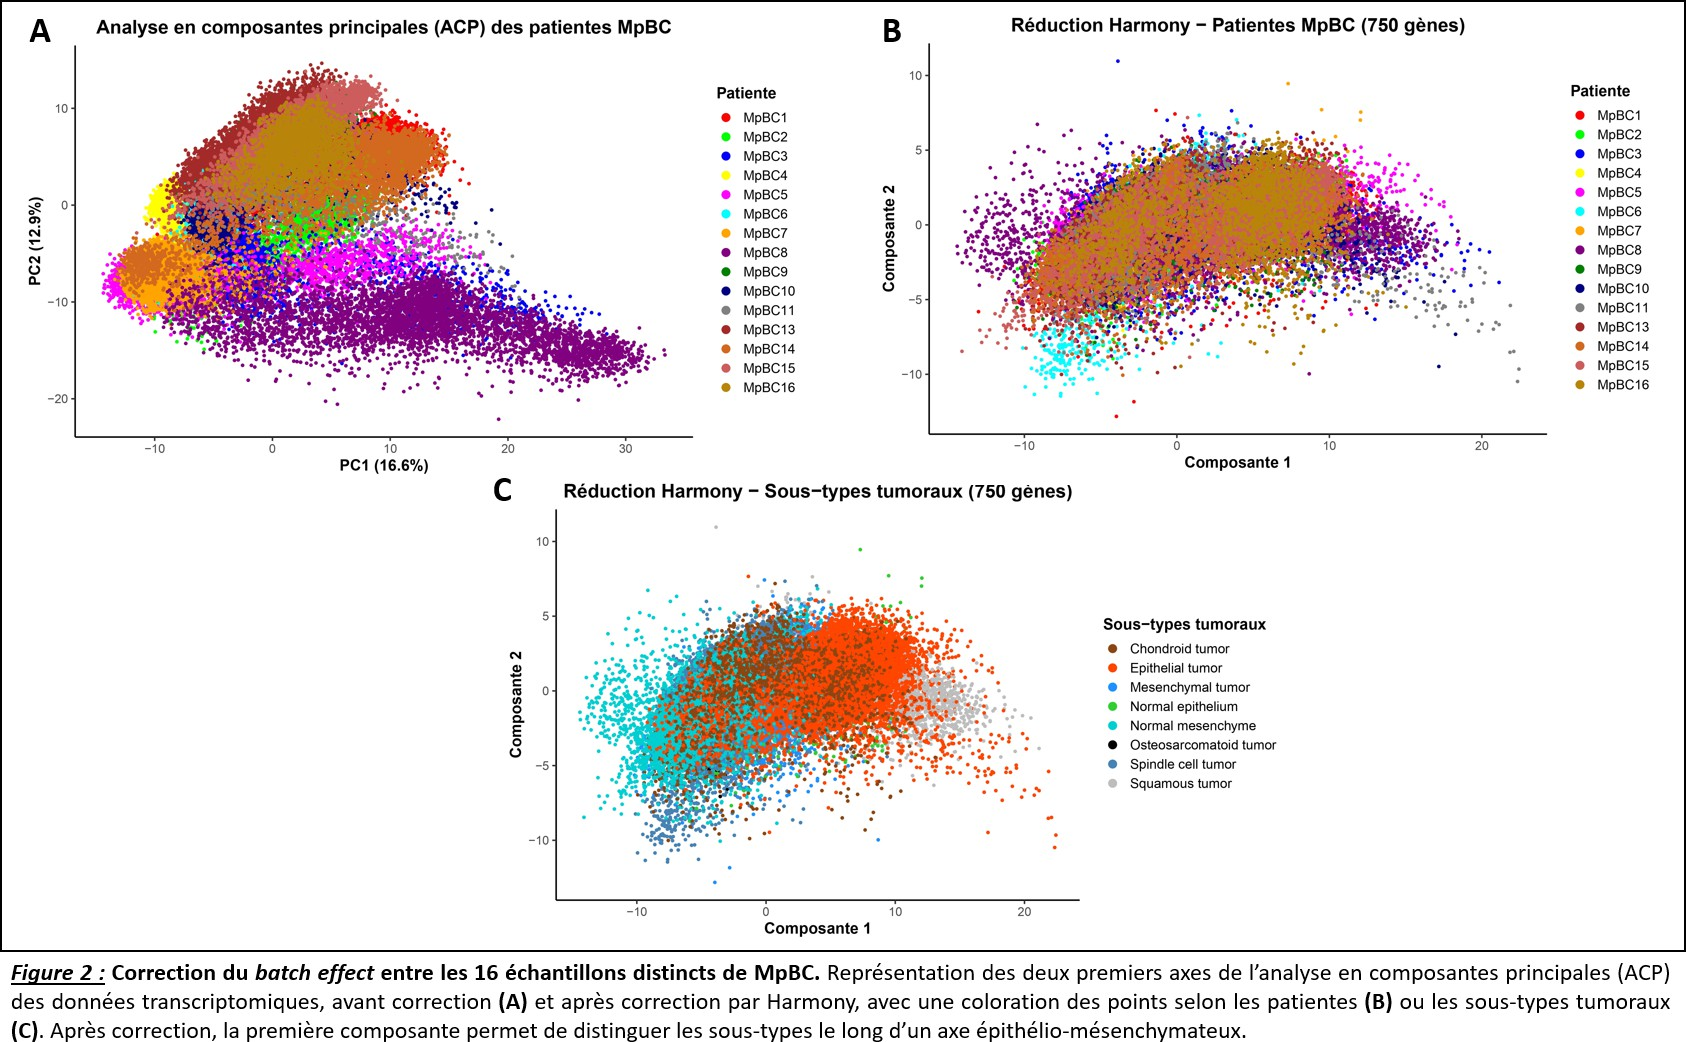 A
Analyse en composantes principales (ACP) des patientes MpBC
10
0
−10
−20
PC2 (12.9%)
−10
0
10
20
30
PC1 (16.6%)
Patiente
MpBC1
MpBC2
MpBC3
MpBC4
MpBC5
MpBC6
MpBC7
MpBC8
MpBC9
MpBC10
MpBC11
MpBC13
MpBC14
MpBC15
MpBC16
B
Réduction Harmony − Patientes MpBC (750 gènes)
10
5
0
−5
−10
Composante 2
−10
0
10
20
Composante 1
Patiente
MpBC1
MpBC2
MpBC3
MpBC4
MpBC5
MpBC6
MpBC7
MpBC8
MpBC9
MpBC10
MpBC11
MpBC13
MpBC14
MpBC15
MpBC16
C
Réduction Harmony − Sous−types tumoraux (750 gènes)
10
5
0
−5
−10
Composante 2
−10
0
10
20
Composante 1
Sous−types tumoraux
Chondroid tumor
Epithelial tumor
Mesenchymal tumor
Normal epithelium
Normal mesenchyme
Osteosarcomatoid tumor
Spindle cell tumor
Squamous tumor
Figure 2 : Correction du batch effect entre les 16 échantillons distincts de MpBC. Représentation des deux premiers axes de l’analyse en composantes principales (ACP)
des données transcriptomiques, avant correction (A) et après correction par Harmony, avec une coloration des points selon les patientes (B) ou les sous-types tumoraux
(C). Après correction, la première composante permet de distinguer les sous-types le long d’un axe épithélio-mésenchymateux.